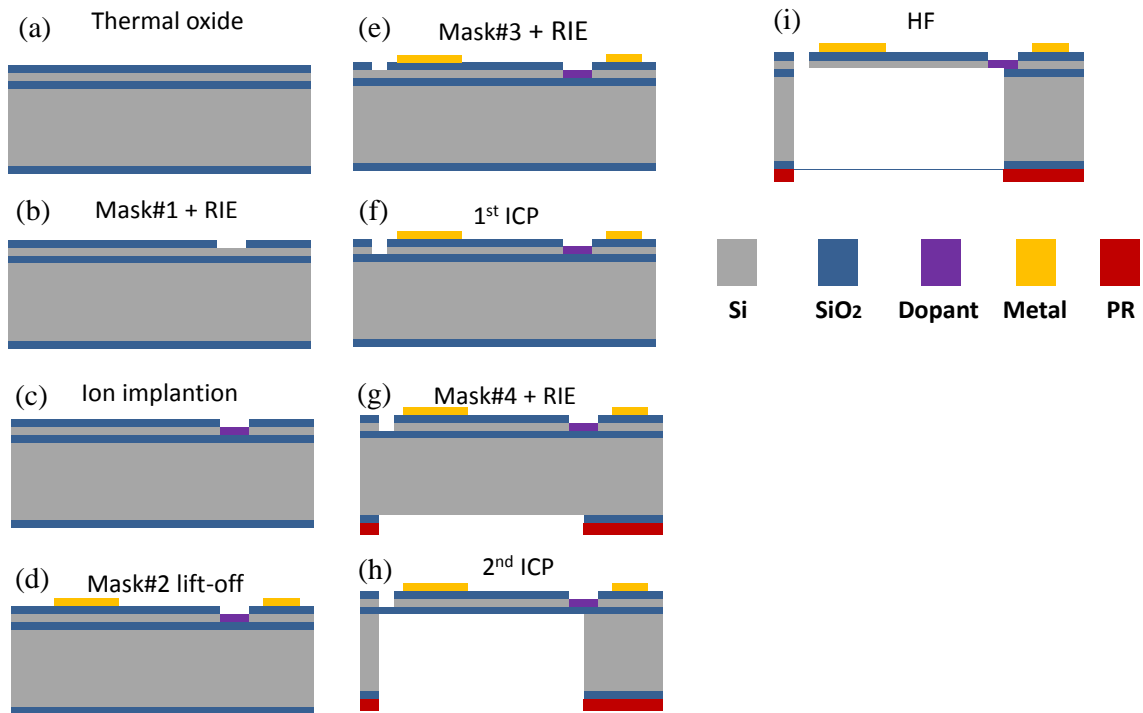 (a) Thermal oxide
(b) Mask#1 + RIE
(c) Ion implantion
(d) Mask#2 lift-off
(e) Mask#3 + RIE
(f) 1st ICP
(g) Mask#4 + RIE
(h) 2nd ICP
(i) HF
Si SiO2 Dopant Metal PR